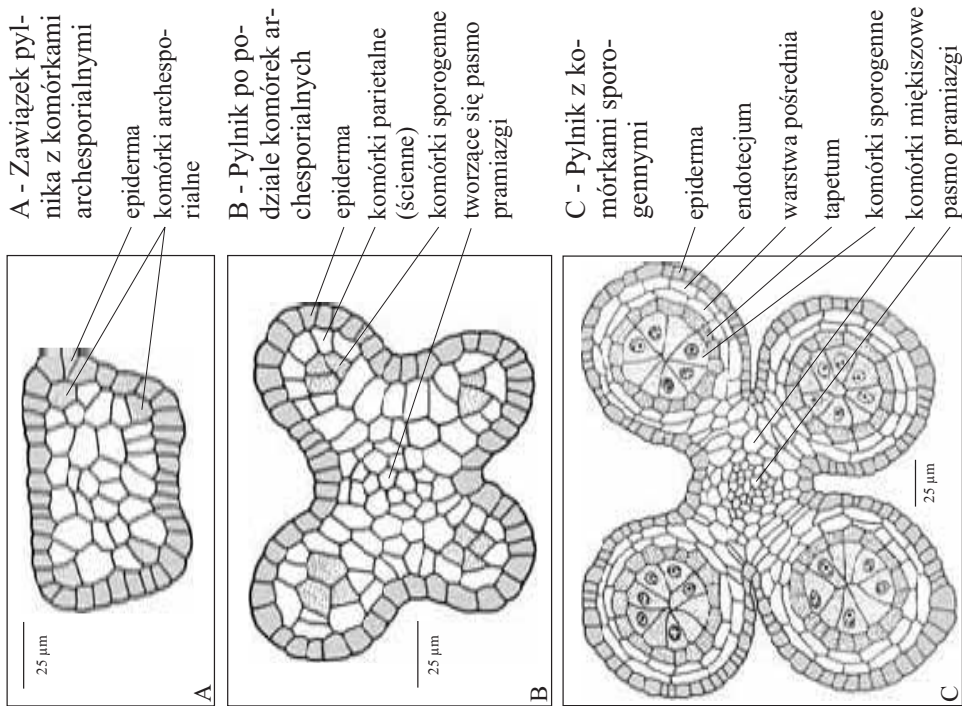 A - Zawiązek pyl-
nika z komórkami
archesporialnymi
epiderma
komórki archespo-
rialne
25 µm
A
B - Pylnik po po-
dziale komórek ar-
chesporialnych
epiderma
komórki parietalne
(ścienne)
komórki sporogenne
tworzące się pasmo
pramiazgi
25 µm
B
C - Pylnik z ko-
mórkami sporo-
gennymi
epiderma
endotecjum
warstwa pośrednia
tapetum
komórki sporogenne
komórki miękiszowe
pasmo pramiazgi
25 µm
C